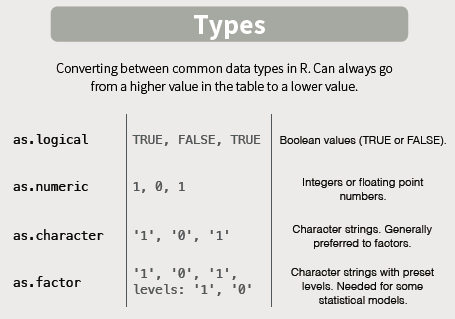 Types
Converting between common data types in R. Can always go
from a higher value in the table to a lower value.
as.logical
TRUE, FALSE, TRUE
Boolean values (TRUE or FALSE).
as.numeric
1, 0, 1
Integers or floating point
numbers.
as.character
'1', '0', '1'
Character strings. Generally
preferred to factors.
as.factor
'1', '0', '1',
levels: '1', '0'
Character strings with preset
levels. Needed for some
statistical models.